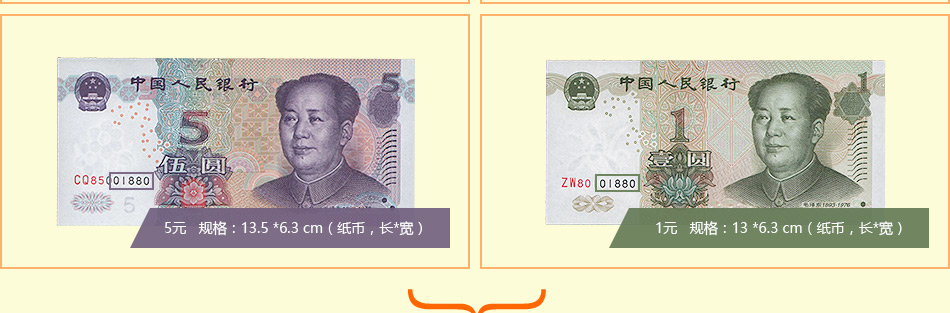 中国人民银行
5
5
伍圆
CQ85001880
5
5元 规格：13.5 *6.3 cm（纸币，长*宽）
中国人民银行
1
1
壹圆
ZW80 01880
毛泽东1893-1976
1元 规格：13 *6.3 cm（纸币，长*宽）